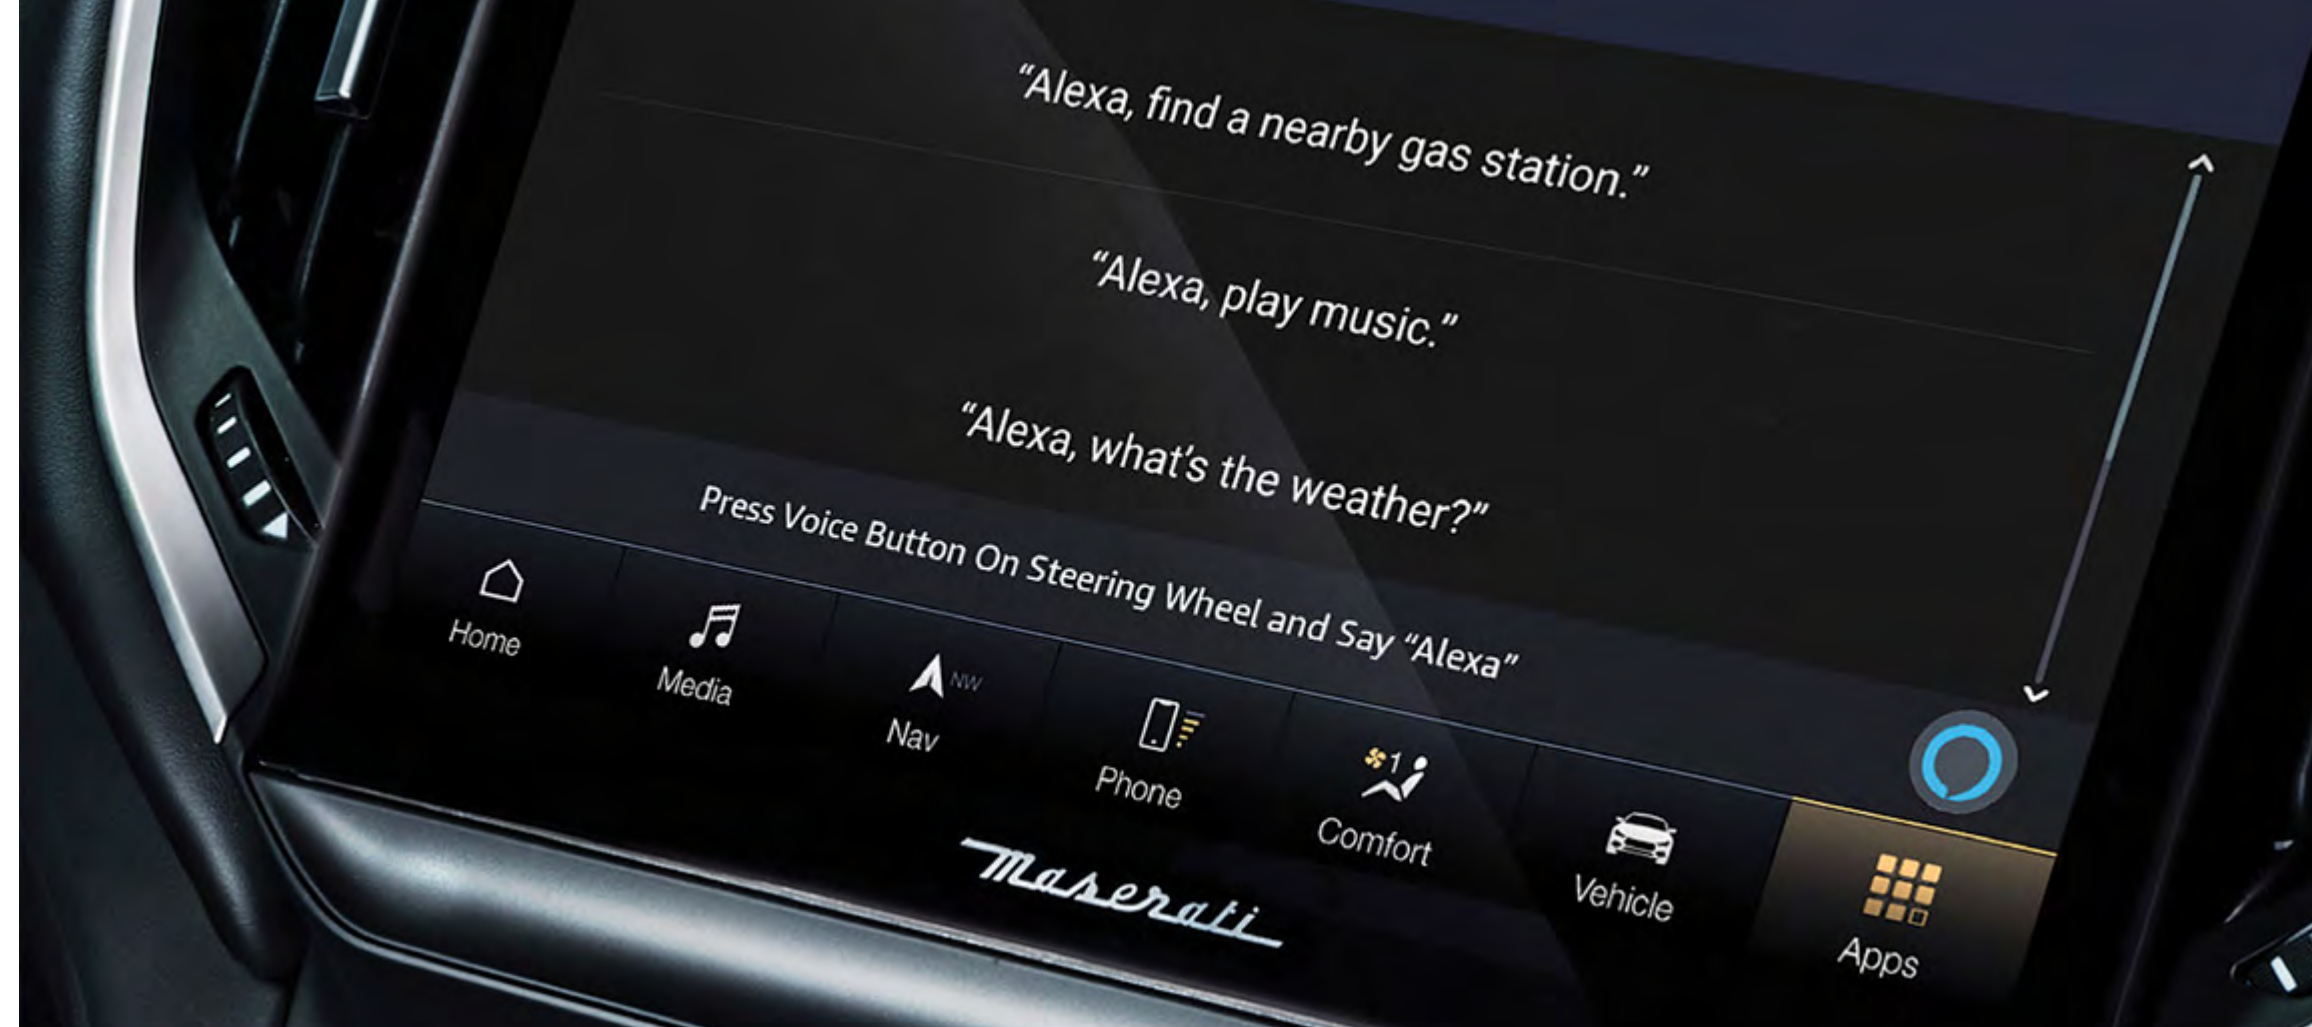 “Alexa, find a nearby gas station.”
“Alexa, play music.”
“Alexa, what’s the weather?”
Press Voice Button On Steering Wheel and Say “Alexa”
Home
Media
NW
Nav
Phone
1
Comfort
Vehicle
Apps
Maserati